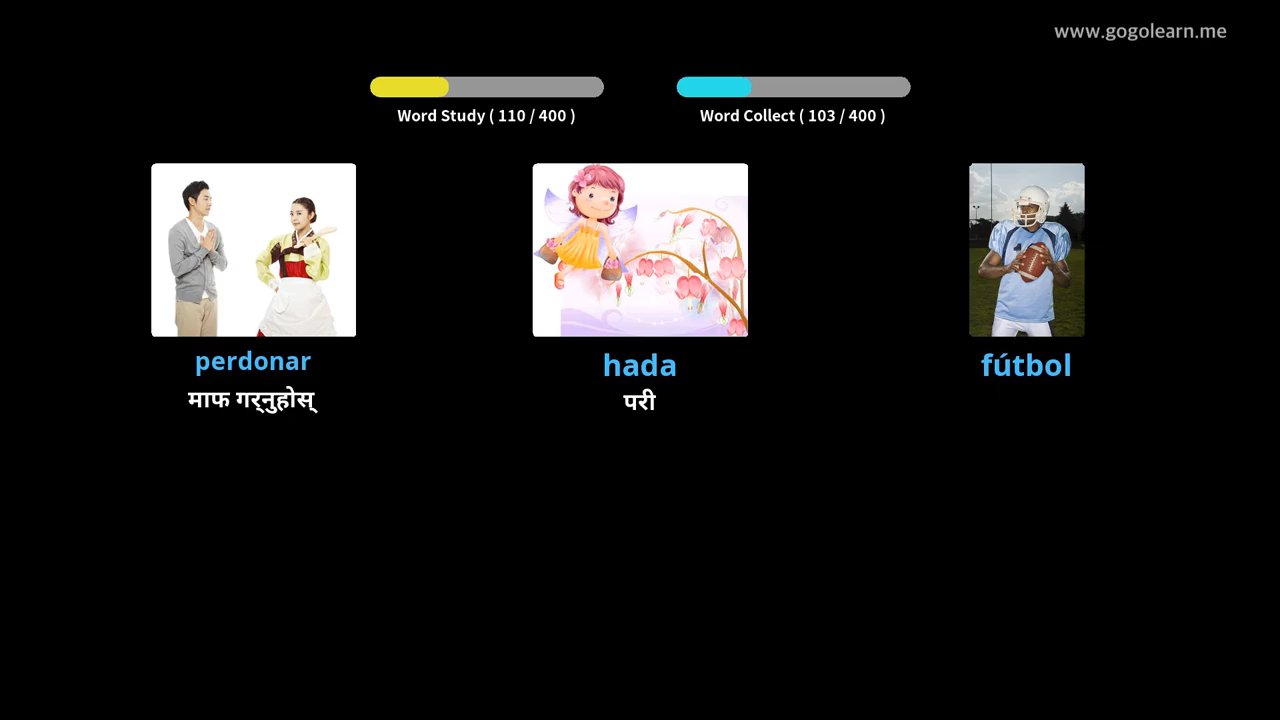 www.gogolearn.me
Word Study ( 110 / 400 )
Word Collect ( 103 / 400 )
perdonar
माफ गर्‍नुहोस्
hada
परी
fútbol